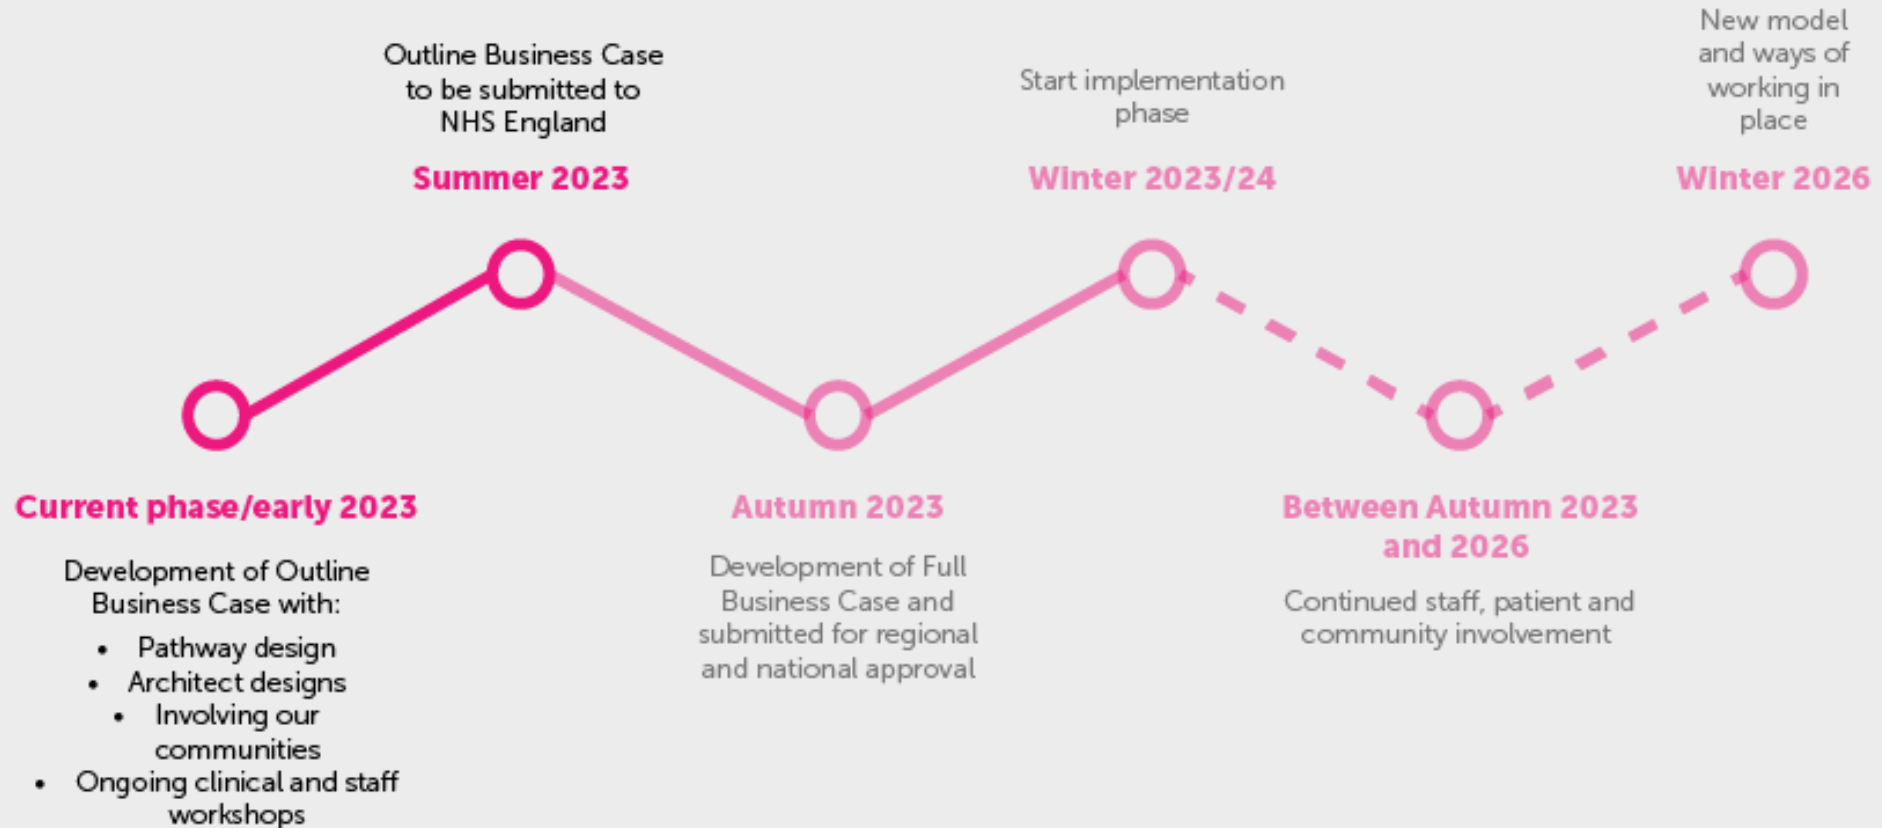 Current phase/early 2023
Development of Outline
Business Case with:
• Pathway design
• Architect designs
• Involving our
communities
• Ongoing clinical and staff
workshops
Outline Business Case
to be submitted to
NHS England
Summer 2023
Autumn 2023
Development of Full
Business Case and
submitted for regional
and national approval
Start implementation
phase
Winter 2023/24
Between Autumn 2023
and 2026
Continued staff, patient and
community involvement
New model
and ways of
working in
place
Winter 2026